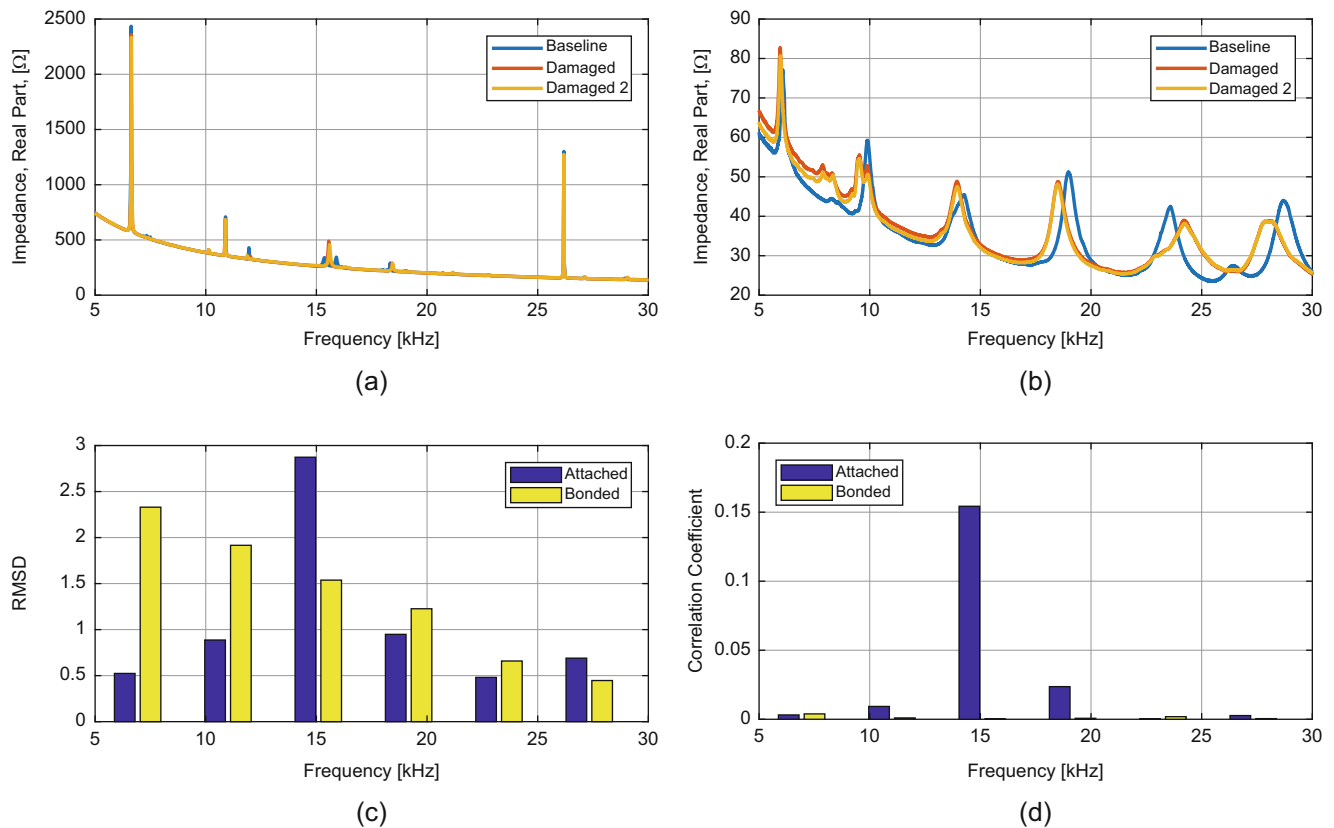 Impedance, Real Part, [Ω]
2500
2000
1500
1000
500
0
5 10 15 20 25 30
Frequency [kHz]
Baseline
Damaged
Damaged 2
(a)
Impedance, Real Part, [Ω]
90
80
70
60
50
40
30
20
5 10 15 20 25 30
Frequency [kHz]
Baseline
Damaged
Damaged 2
(b)
RMSD
3
2.5
2
1.5
1
0.5
0
5 10 15 20 25 30
Frequency [kHz]
Attached
Bonded
(c)
Correlation Coefficient
0.2
0.15
0.1
0.05
0
5 10 15 20 25 30
Frequency [kHz]
Attached
Bonded
(d)